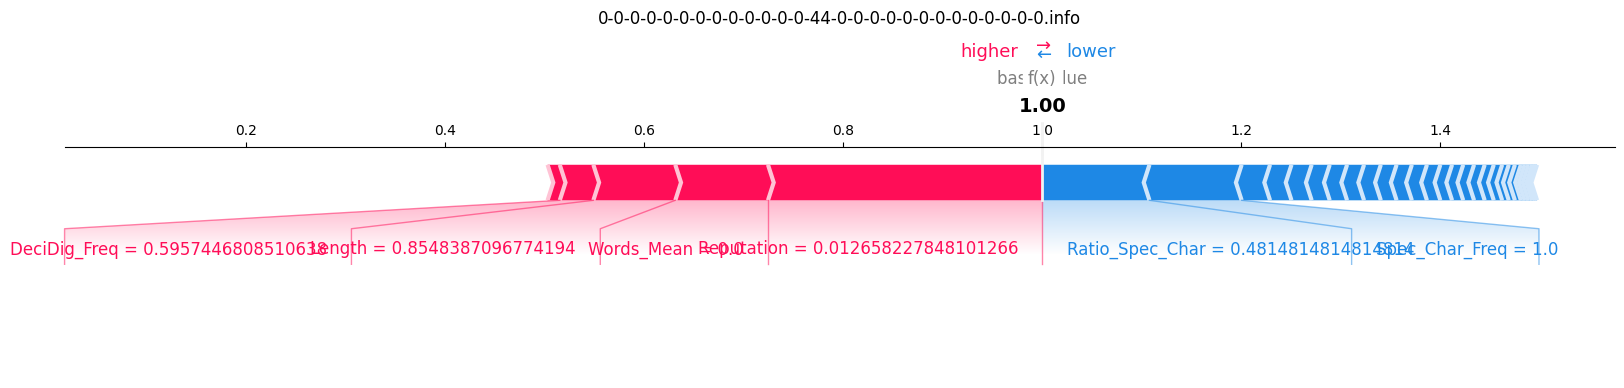 0-0-0-0-0-0-0-0-0-0-0-0-0-44-0-0-0-0-0-0-0-0-0-0-0-0-0-0.info
higher ⇄ lower
bas f(x) lue
1.00
0.2 0.4 0.6 0.8 1.0 1.2 1.4
DeciDig_Freq = 0.5957446808510638 Length = 0.8548387096774194 Words_Mean = 0.0 Reputation = 0.012658227848101266 Ratio_Spec_Char = 0.4814814814814814 Spec_Char_Freq = 1.0